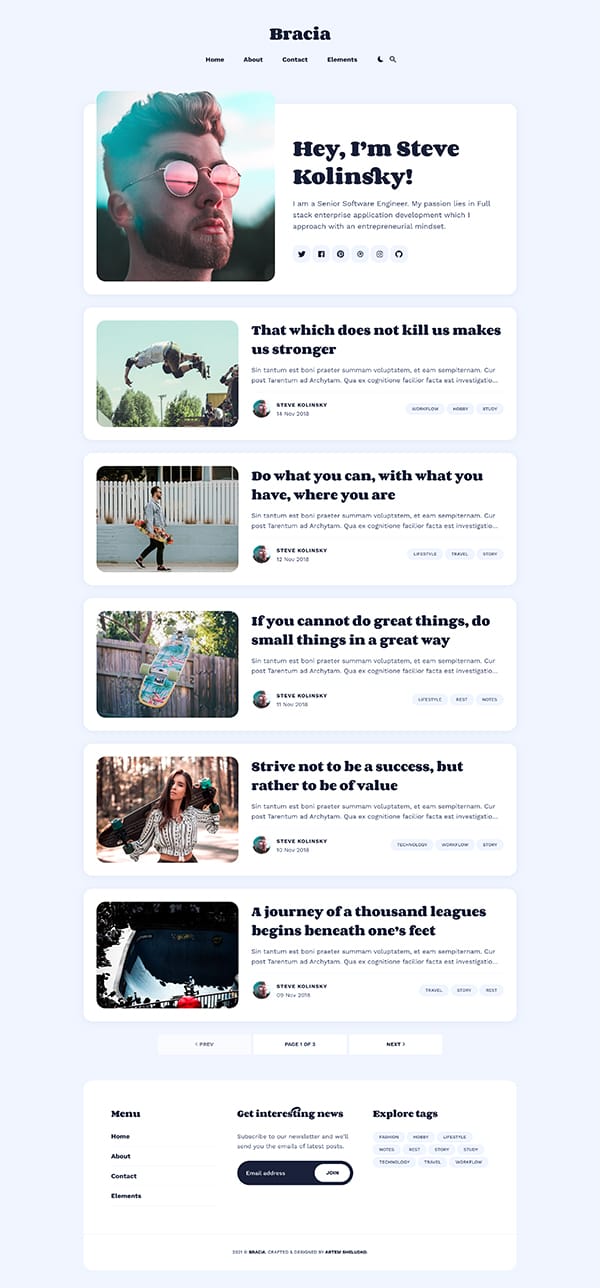 Bracia
Home About Contact Elements
Hey, I'm Steve
Kolinsky!
I am a Senior Software Engineer. My passion lies in Full
stack enterprise application development which I
approach with an entrepreneurial mindset.
That which does not kill us makes
us stronger
Sin tantum est boni praeter summam voluptatem, et eam sempiternam. Cur
post Tarentum ad Archytam. Qua ex cognitione facilior facta est investigatio...
STEVE KOLINSKY
14 Nov 2018
WORKFLOW HOBBY STUDY
Do what you can, with what you
have, where you are
Sin tantum est boni praeter summam voluptatem, et eam sempiternam. Cur
post Tarentum ad Archytam. Qua ex cognitione facilior facta est investigatio...
STEVE KOLINSKY
12 Nov 2018
LIFESTYLE TRAVEL STORY
If you cannot do great things, do
small things in a great way
Sin tantum est boni praeter summam voluptatem, et eam sempiternam. Cur
post Tarentum ad Archytam. Qua ex cognitione facilior facta est investigatio...
STEVE KOLINSKY
11 Nov 2018
LIFESTYLE REST NOTES
Strive not to be a success, but
rather to be of value
Sin tantum est boni praeter summam voluptatem, et eam sempiternam. Cur
post Tarentum ad Archytam. Qua ex cognitione facilior facta est investigatio...
STEVE KOLINSKY
10 Nov 2018
TECHNOLOGY WORKFLOW STORY
A journey of a thousand leagues
begins beneath one's feet
Sin tantum est boni praeter summam voluptatem, et eam sempiternam. Cur
post Tarentum ad Archytam. Qua ex cognitione facilior facta est investigatio...
STEVE KOLINSKY
09 Nov 2018
TRAVEL STORY REST
< PREV PAGE 1 OF 3 NEXT >
Menu
Home
About
Contact
Elements
Get interesting news
Subscribe to our newsletter and we'll
send you the emails of latest posts.
Email address JOIN
Explore tags
FASHION HOBBY LIFESTYLE
NOTES REST STORY STUDY
TECHNOLOGY TRAVEL WORKFLOW
2021 © BRACIA. CRAFTED & DESIGNED BY ARTEM SHELUDKO.